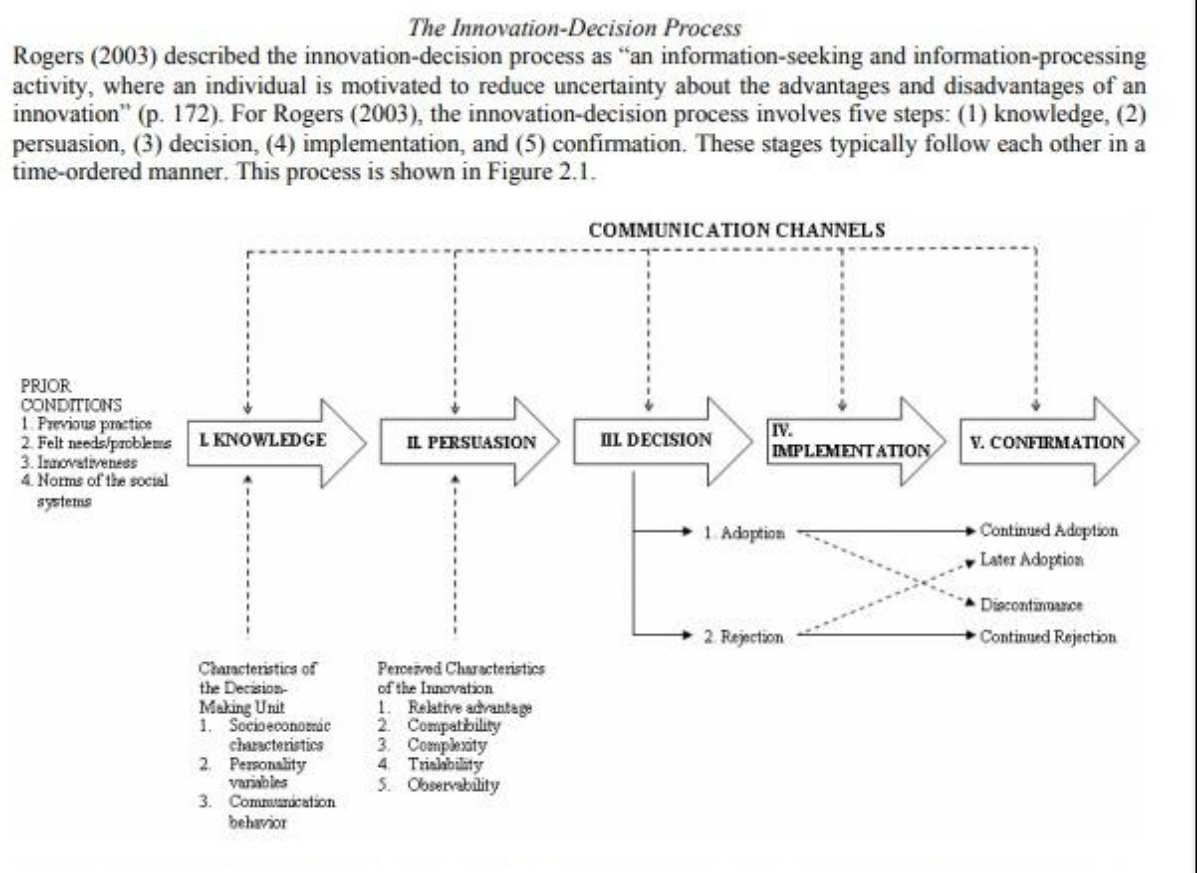 The Innovation-Decision Process
Rogers (2003) described the innovation-decision process as “an information-seeking and information-processing
activity, where an individual is motivated to reduce uncertainty about the advantages and disadvantages of an
innovation” (p. 172). For Rogers (2003), the innovation-decision process involves five steps: (1) knowledge, (2)
persuasion, (3) decision, (4) implementation, and (5) confirmation. These stages typically follow each other in a
time-ordered manner. This process is shown in Figure 2.1.
COMMUNICATION CHANNELS
PRIOR
CONDITIONS
1. Previous practice
2. Felt needs/problems
3. Innovativeness
4. Norms of the social
systems
I. KNOWLEDGE
II. PERSUASION
III. DECISION
IV.
IMPLEMENTATION
V. CONFIRMATION
1. Adoption
2. Rejection
Continued Adoption
Later Adoption
Discontinuance
Continued Rejection
Characteristics of
the Decision-
Making Unit
1. Socioeconomic
characteristics
2. Personality
variables
3. Communication
behavior
Perceived Characteristics
of the Innovation
1. Relative advantage
2. Compatibility
3. Complexity
4. Trialability
5. Observability